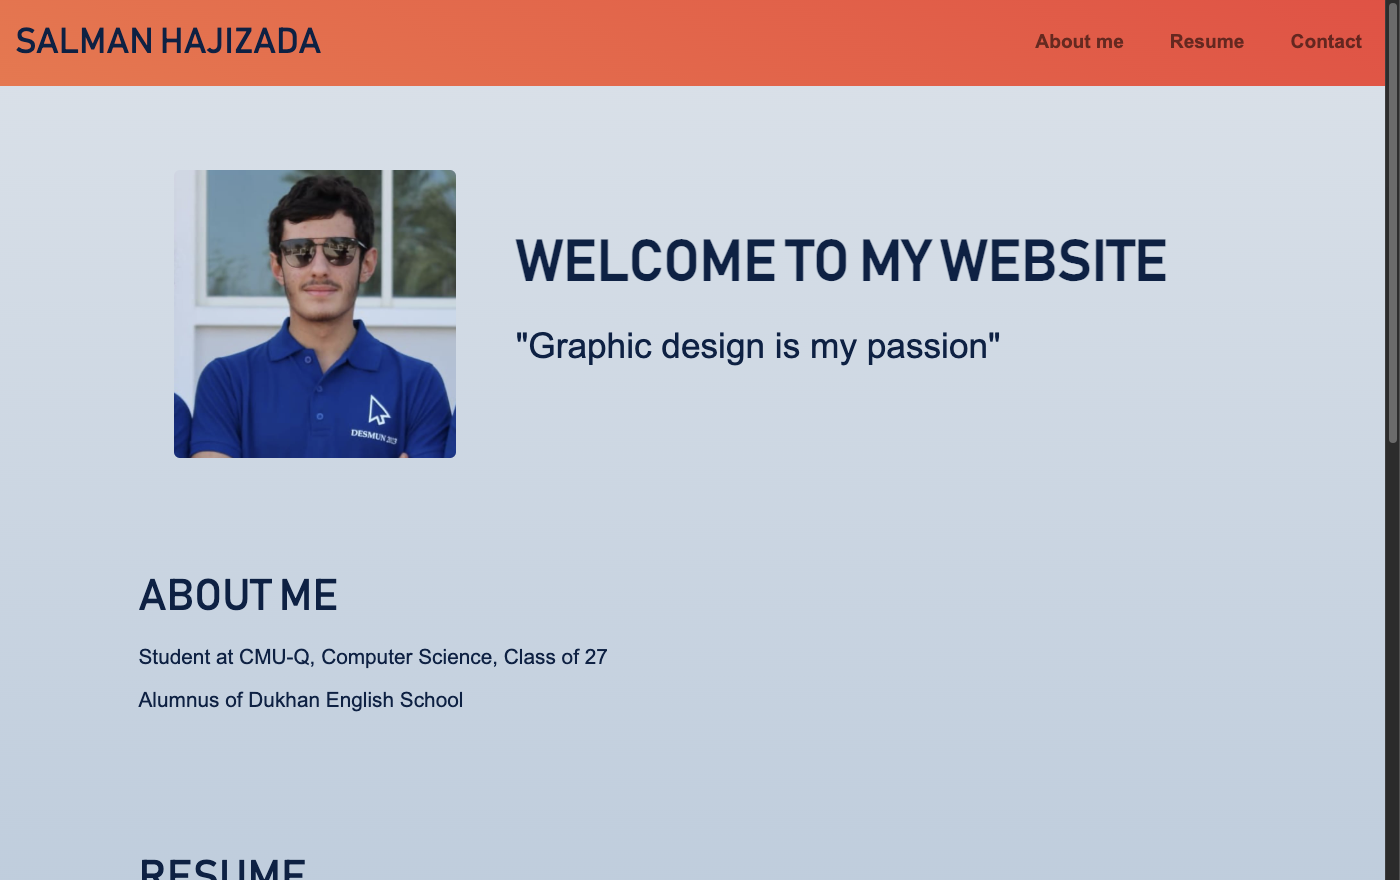 SALMAN HAJIZADA
About me Resume Contact
WELCOME TO MY WEBSITE
"Graphic design is my passion"
DESMUN 2023
ABOUT ME
Student at CMU-Q, Computer Science, Class of 27
Alumnus of Dukhan English School
RESUME